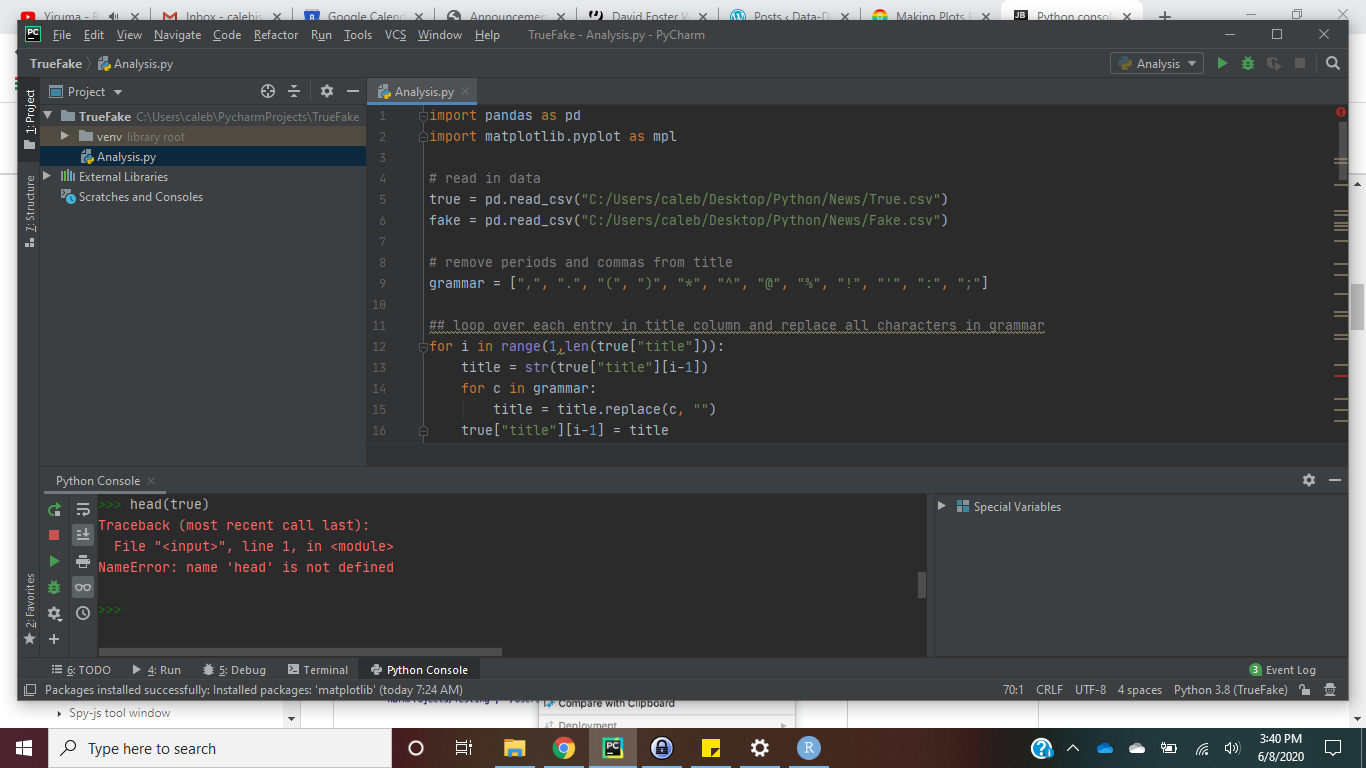 Yiruma - R
Inbox - calebis
Google Calend
Announcemen
David Foster W
Posts ‹ Data-D
Making Plots F
Python consol
File Edit View Navigate Code Refactor Run Tools VCS Window Help TrueFake - Analysis.py - PyCharm
TrueFake Analysis.py
Analysis
1: Project
Project
Analysis.py
TrueFake C:\Users\caleb\PycharmProjects\TrueFake
venv library root
Analysis.py
External Libraries
Scratches and Consoles
7: Structure
1 import pandas as pd
2 import matplotlib.pyplot as mpl
3
4 # read in data
5 true = pd.read_csv("C:/Users/caleb/Desktop/Python/News/True.csv")
6 fake = pd.read_csv("C:/Users/caleb/Desktop/Python/News/Fake.csv")
7
8 # remove periods and commas from title
9 grammar = [",", ".", "(", ")", "*", "^", "@", "%", "!", "'", ":", ";"]
10
11 ## loop over each entry in title column and replace all characters in grammar
12 for i in range(1,len(true["title"])):
13 title = str(true["title"][i-1])
14 for c in grammar:
15 title = title.replace(c, "")
16 true["title"][i-1] = title
Python Console
>>> head(true)
Traceback (most recent call last):
File "<input>", line 1, in <module>
NameError: name 'head' is not defined
>>>
Special Variables
2: Favorites
6: TODO 4: Run 5: Debug Terminal Python Console 3 Event Log
Packages installed successfully: Installed packages: 'matplotlib' (today 7:24 AM) 70:1 CRLF UTF-8 4 spaces Python 3.8 (TrueFake)
Spy-js tool window
Compare with Clipboard
Deployment
Type here to search
3:40 PM
6/8/2020